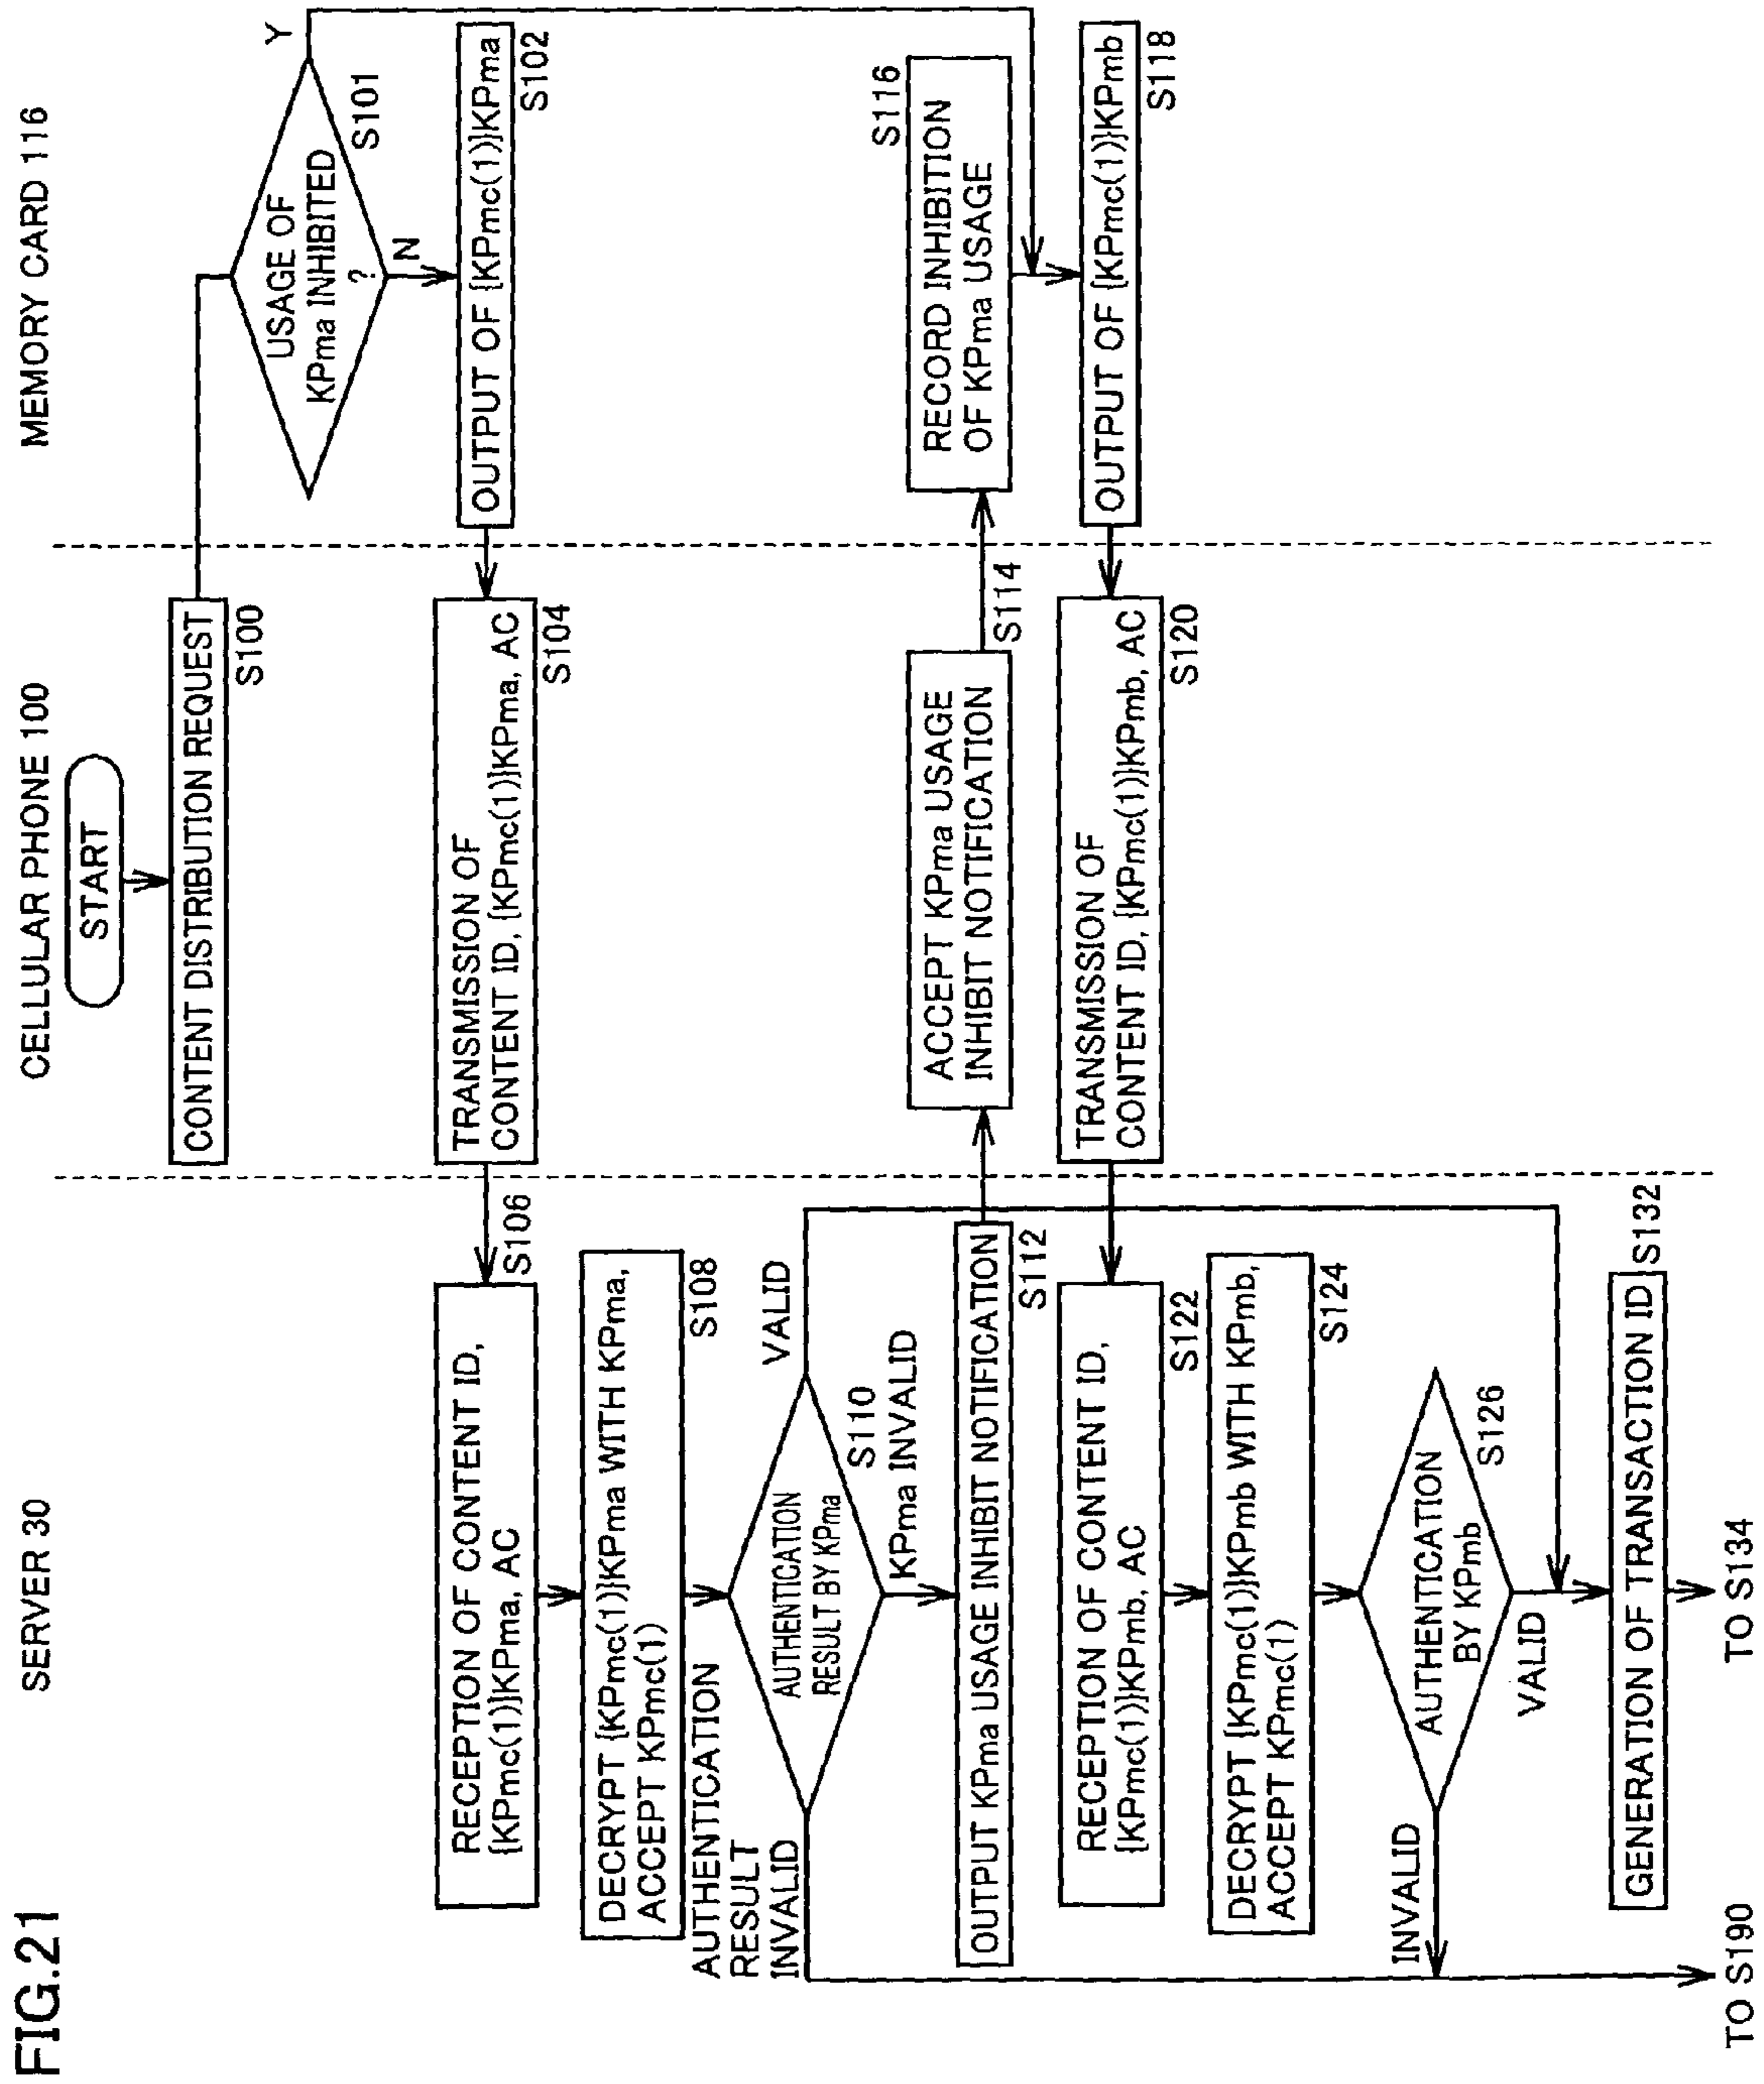 FIG.21
SERVER 30
CELLULAR PHONE 100
MEMORY CARD 116
START
CONTENT DISTRIBUTION REQUEST
S100
USAGE OF
KPma INHIBITED
?
S101
Y
N
OUTPUT OF {KPmc(1)}KPma
S102
TRANSMISSION OF
CONTENT ID, {KPmc(1)}KPma, AC
S104
S106
RECEPTION OF CONTENT ID,
{KPmc(1)}KPma, AC
DECRYPT {KPmc(1)}KPma WITH KPma,
ACCEPT KPmc(1)
S108
AUTHENTICATION
RESULT
INVALID
AUTHENTICATION
RESULT BY KPma
VALID
S110
KPma INVALID
OUTPUT KPma USAGE INHIBIT NOTIFICATION
S112
ACCEPT KPma USAGE
INHIBIT NOTIFICATION
S114
S116
RECORD INHIBITION
OF KPma USAGE
OUTPUT OF {KPmc(1)}KPmb
S118
TRANSMISSION OF
CONTENT ID, {KPmc(1)}KPmb, AC
S120
RECEPTION OF CONTENT ID,
{KPmc(1)}KPmb, AC
S122
DECRYPT {KPmc(1)}KPmb WITH KPmb,
ACCEPT KPmc(1)
S124
AUTHENTICATION
BY KPmb
S126
INVALID
VALID
GENERATION OF TRANSACTION ID
S132
TO S190
TO S134